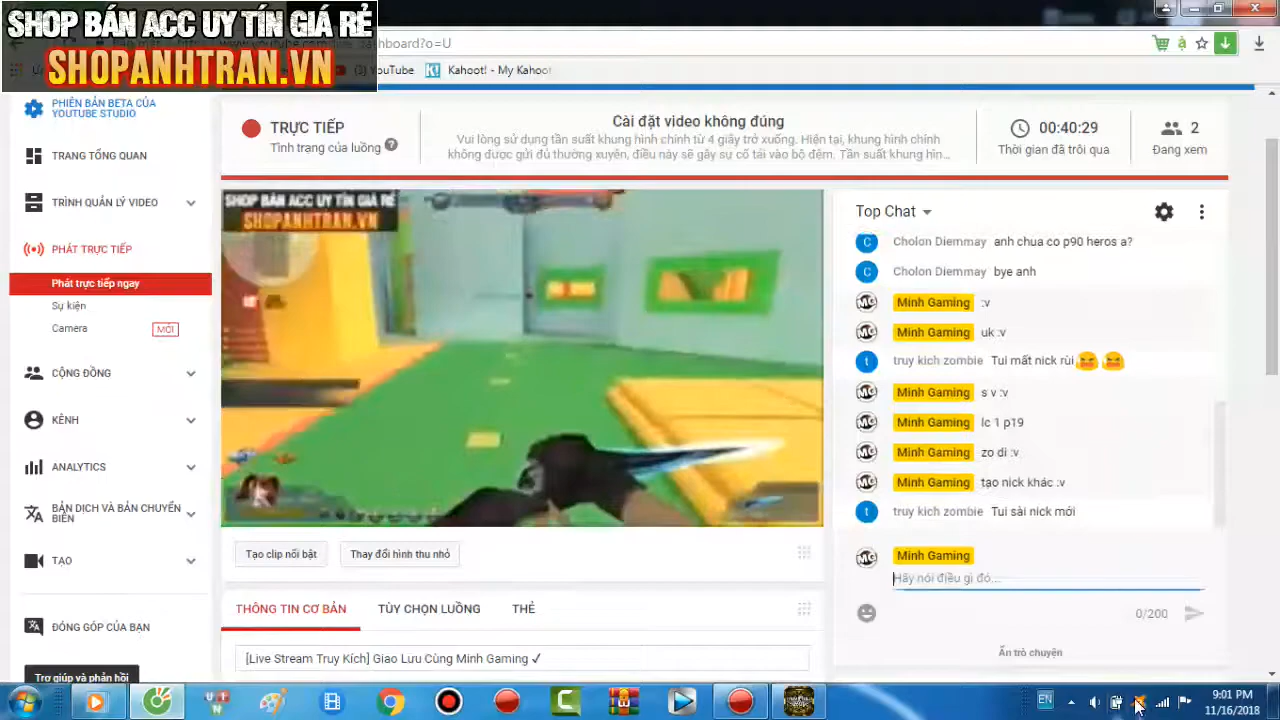 SHOP BÁN ACC UY TÍN GIÁ RẺ
SHOPANHTRAN.VN
dashboard?o=U
YouTube
Kahoot! - My Kahoot
PHIÊN BẢN BETA CỦA
YOUTUBE STUDIO
TRANG TỔNG QUAN
TRÌNH QUẢN LÝ VIDEO
PHÁT TRỰC TIẾP
Phát trực tiếp ngay
Sự kiện
Camera
MỚI
CỘNG ĐỒNG
KÊNH
ANALYTICS
BẢN DỊCH VÀ BẢN CHUYỂN
BIÊN
TẠO
ĐÓNG GÓP CỦA BẠN
Trợ giúp và phản hồi
TRỰC TIẾP
Tình trạng của luồng
Cài đặt video không đúng
Vui lòng sử dụng tần suất khung hình chính từ 4 giây trở xuống. Hiện tại, khung hình chính
không được gửi đủ thường xuyên, điều này sẽ gây sự cố tải vào bộ đệm. Tần suất khung hìn...
00:40:29
Thời gian đã trôi qua
2
Đang xem
SHOP BÁN ACC UY TÍN GIÁ RẺ
SHOPANHTRAN.VN
Tạo clip nổi bật
Thay đổi hình thu nhỏ
THÔNG TIN CƠ BẢN
TÙY CHỌN LUỒNG
THẺ
[Live Stream Truy Kích] Giao Lưu Cùng Minh Gaming ✓
Top Chat
Cholon Diemmay anh chua co p90 heros a?
Cholon Diemmay bye anh
Minh Gaming :v
Minh Gaming uk :v
truy kich zombie Tui mất nick rùi
Minh Gaming s v :v
Minh Gaming lc 1 p19
Minh Gaming zo di :v
Minh Gaming tạo nick khác :v
truy kich zombie Tui sài nick mới
Minh Gaming
Hãy nói điều gì đó...
0/200
Ẩn trò chuyện
EN
9:01 PM
11/16/2018